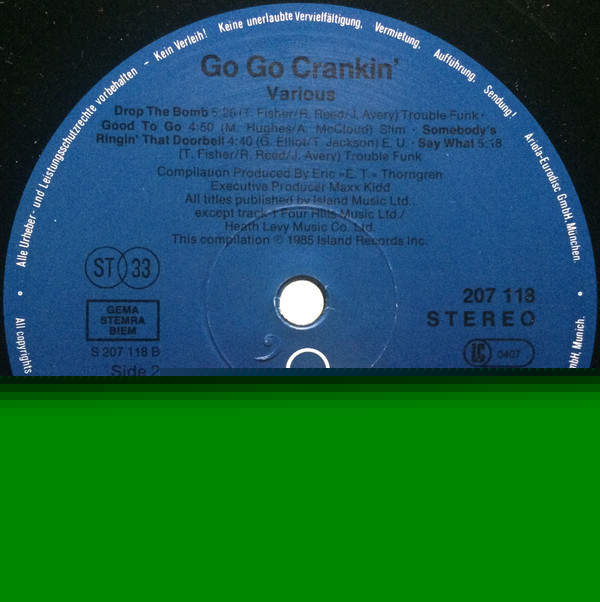 Alle Urheber- und Leistungsschutzrechte vorbehalten – Kein Verleih! Keine unerlaubte Vervielfältigung, Vermietung, Aufführung, Sendung! Ariola-Eurodisc GmbH, München.
Go Go Crankin'
Various
Drop The Bomb 5:26 (T. Fisher/R. Reed/J. Avery) Trouble Funk ·
Good To Go 4:50 (M. Hughes/A. McCloud) Slim · Somebody's
Ringin' That Doorbell 4:40 (G. Elliot/T. Jackson) E. U. · Say What 5:18
(T. Fisher/R. Reed/J. Avery) Trouble Funk
Compilation Produced By Eric »E. T.« Thorngren
Executive Producer Maxx Kidd
All titles published by Island Music Ltd.,
except track 1 Four Hills Music Ltd./
Heath Levy Music Co. Ltd.
This compilation ℗ 1985 Island Records Inc.
ST 33
207 118
STEREO
GEMA
STEMRA
BIEM
LC 0407
S 207 118 B
Side 2
All copyrights
mbH, Munich.